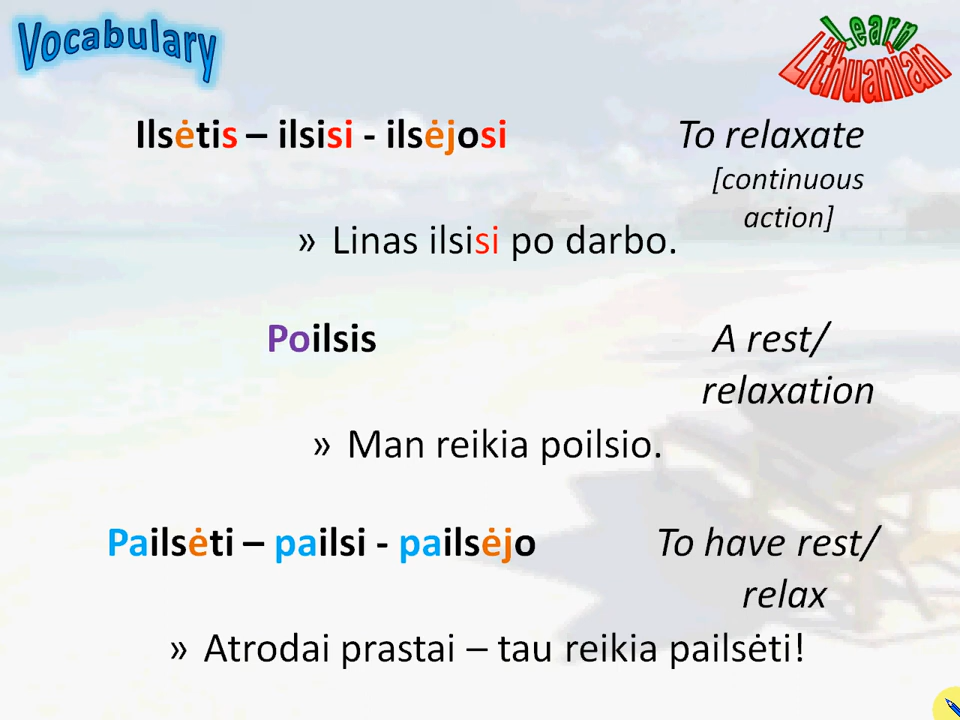 Vocabulary
Learn
Lithuanian
Ilsėtis – ilsisi - ilsėjosi To relaxate
[continuous
action]
» Linas ilsisi po darbo.
Poilsis A rest/
relaxation
» Man reikia poilsio.
Pailsėti – pailsi - pailsėjo To have rest/
relax
» Atrodai prastai – tau reikia pailsėti!